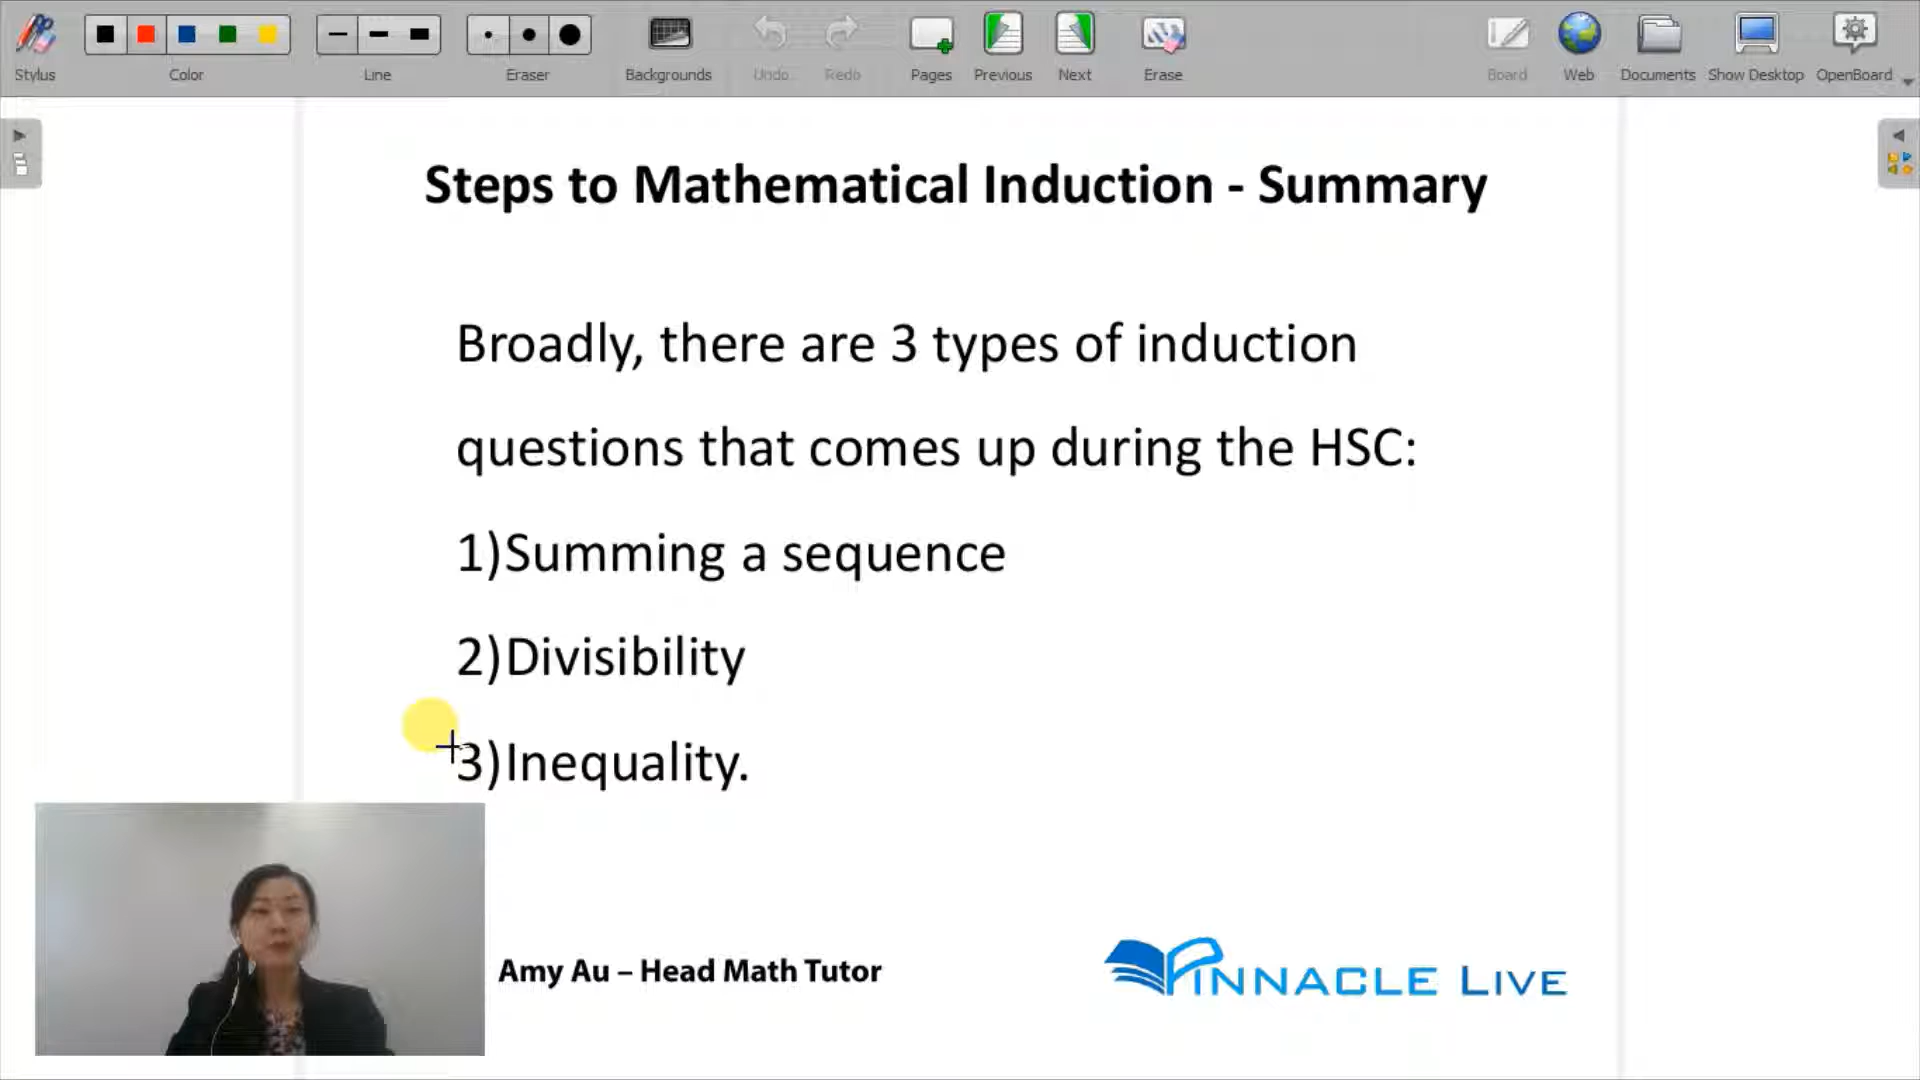 Stylus
Color
Line
Eraser
Backgrounds
Undo
Redo
Pages
Previous
Next
Erase
Board
Web
Documents
Show Desktop
OpenBoard
Steps to Mathematical Induction - Summary
Broadly, there are 3 types of induction
questions that comes up during the HSC:
1)Summing a sequence
2)Divisibility
3)Inequality.
Amy Au – Head Math Tutor
PINNACLE LIVE